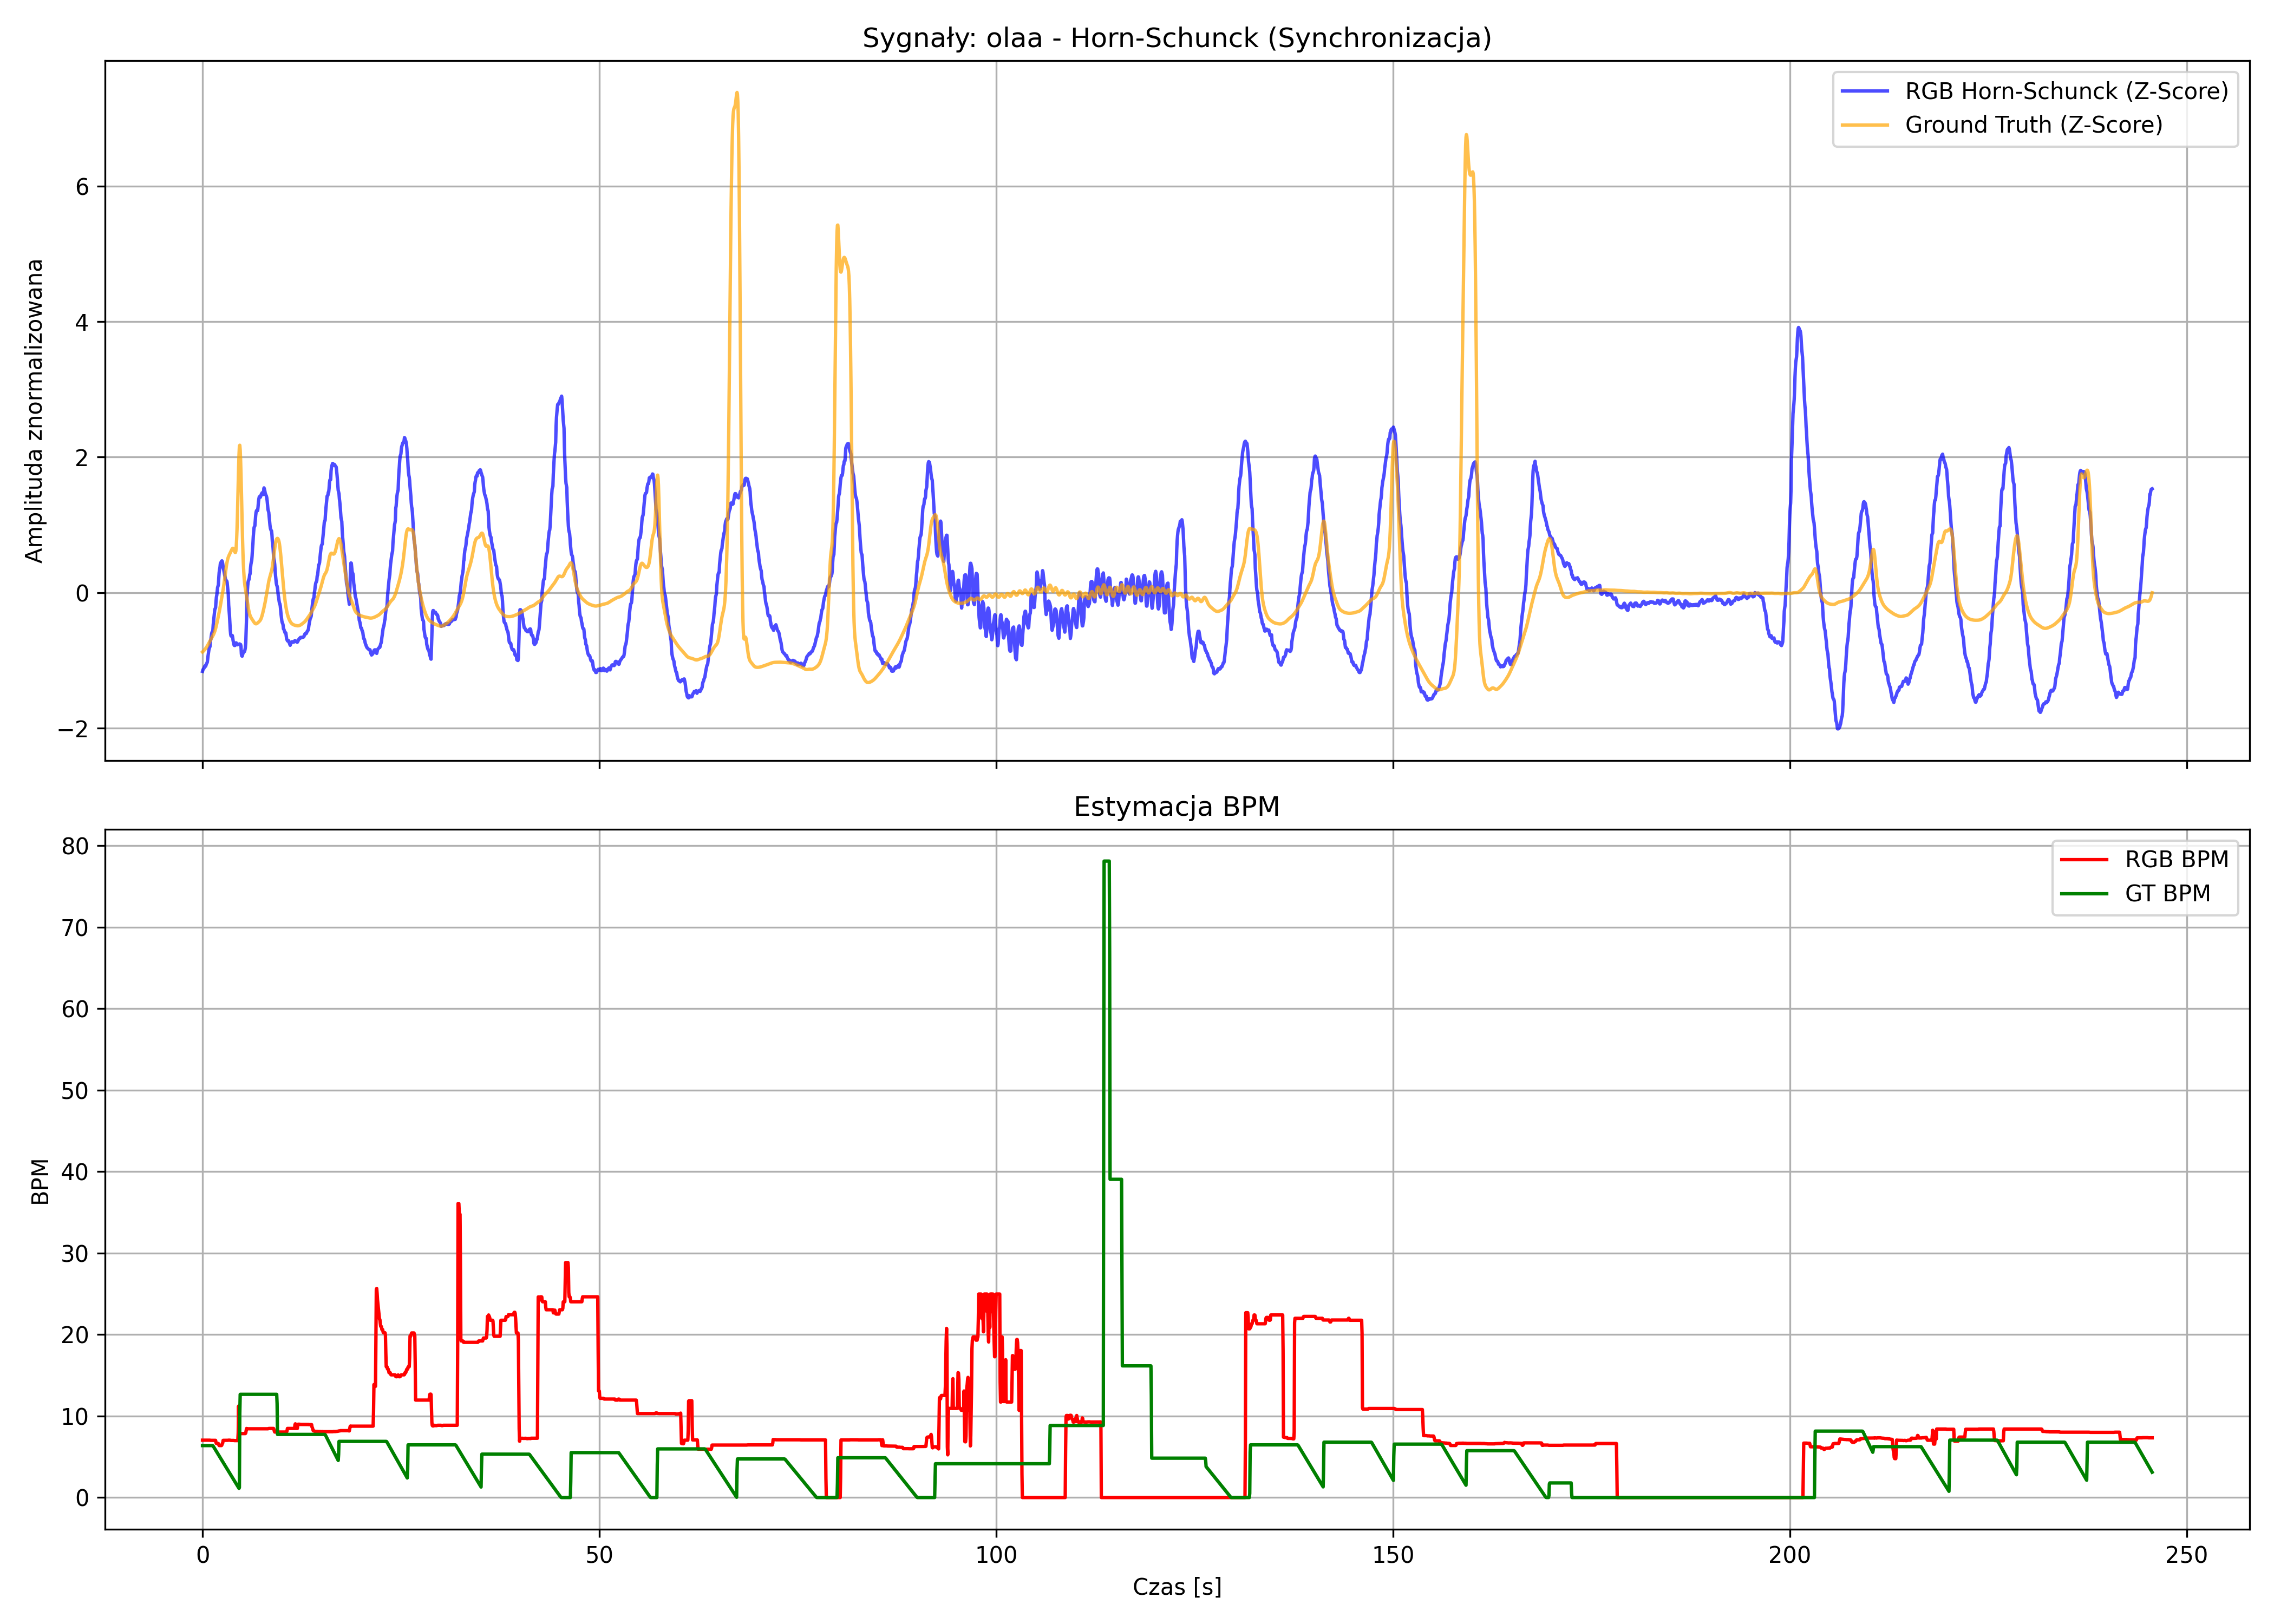 Sygnały: olaa - Horn-Schunck (Synchronizacja)
RGB Horn-Schunck (Z-Score)
Ground Truth (Z-Score)
Amplituda znormalizowana
6
4
2
0
−2
Estymacja BPM
RGB BPM
GT BPM
BPM
80
70
60
50
40
30
20
10
0
0
50
100
150
200
250
Czas [s]